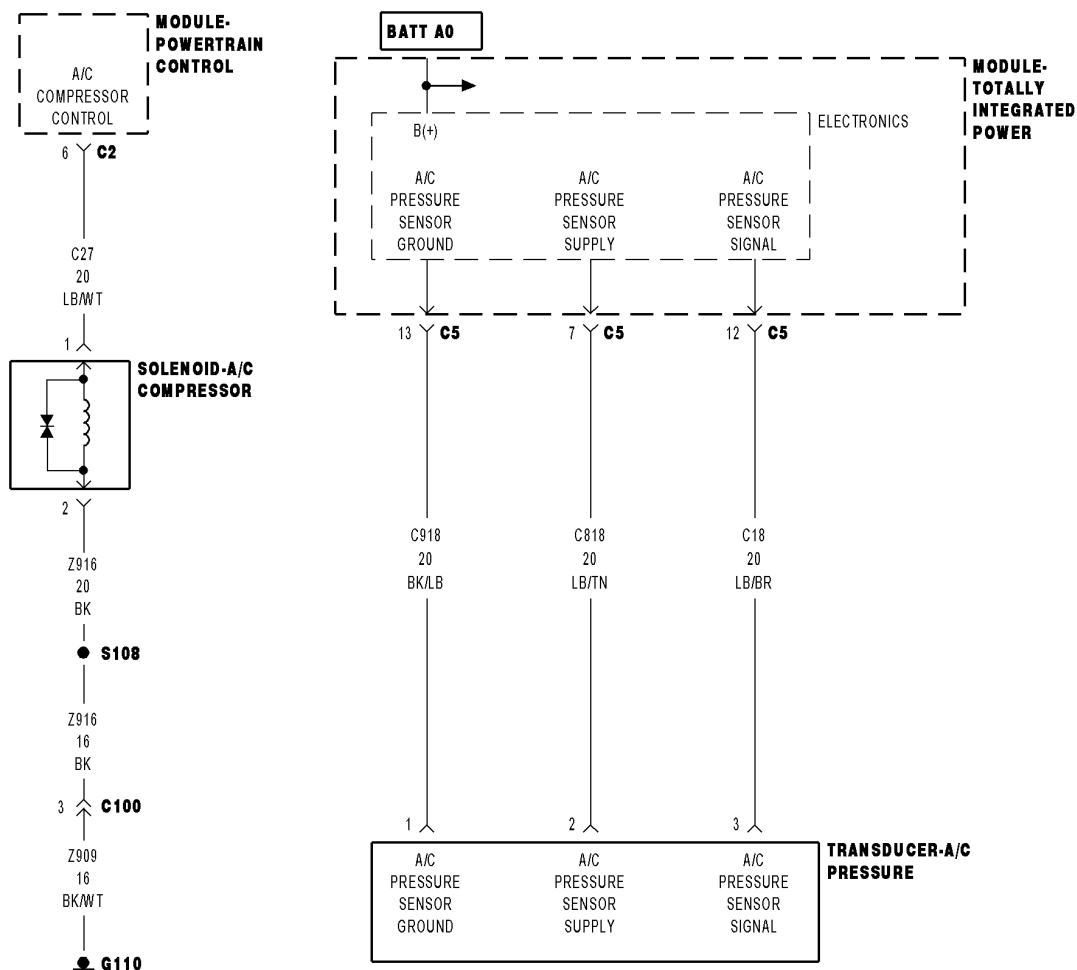 MODULE-
POWERTRAIN
CONTROL
A/C
COMPRESSOR
CONTROL
6 C2
C27
20
LB/WT
1
SOLENOID-A/C
COMPRESSOR
2
Z916
20
BK
S108
Z916
16
BK
3 C100
Z909
16
BK/WT
G110
BATT A0
MODULE-
TOTALLY
INTEGRATED
POWER
B(+)
ELECTRONICS
A/C
PRESSURE
SENSOR
GROUND
A/C
PRESSURE
SENSOR
SUPPLY
A/C
PRESSURE
SENSOR
SIGNAL
13 C5
7 C5
12 C5
C918
20
BK/LB
C818
20
LB/TN
C18
20
LB/BR
1
2
3
TRANSDUCER-A/C
PRESSURE
A/C
PRESSURE
SENSOR
GROUND
A/C
PRESSURE
SENSOR
SUPPLY
A/C
PRESSURE
SENSOR
SIGNAL